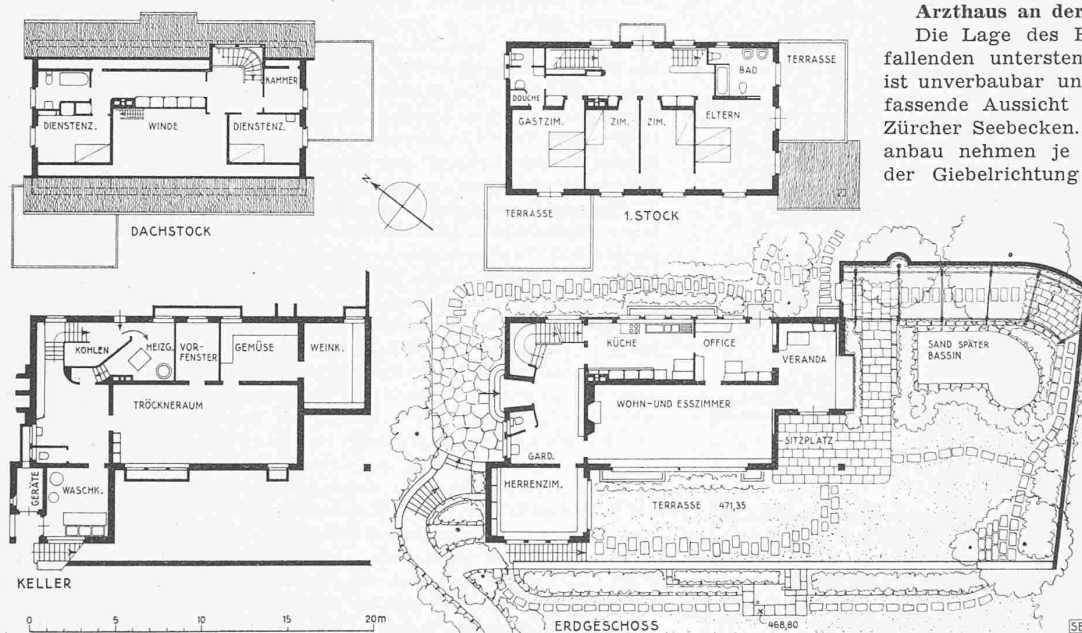 Arzthaus an der
Die Lage des H
fallenden untersten
ist unverbaubar un
fassende Aussicht
Zürcher Seebecken.
anbau nehmen je
der Giebelrichtung
KAMMER
DIENSTENZ.
WINDE
DIENSTENZ.
DACHSTOCK
N
DOUCHE
BAD
TERRASSE
GASTZIM.
ZIM.
ZIM.
ELTERN
TERRASSE
1. STOCK
KOHLEN
HEIZG.
VOR-
FENSTER
GEMÜSE
WEINK.
TRÖCKNERAUM
GERÄTE
WASCHK.
KELLER
0 5 10 20m
KÜCHE
OFFICE
VERANDA
SAND SPÄTER
BASSIN
WOHN-UND ESSZIMMER
SITZPLATZ
GARD.
HERRENZIM.
TERRASSE 471,35
468,80
ERDGESCHOSS